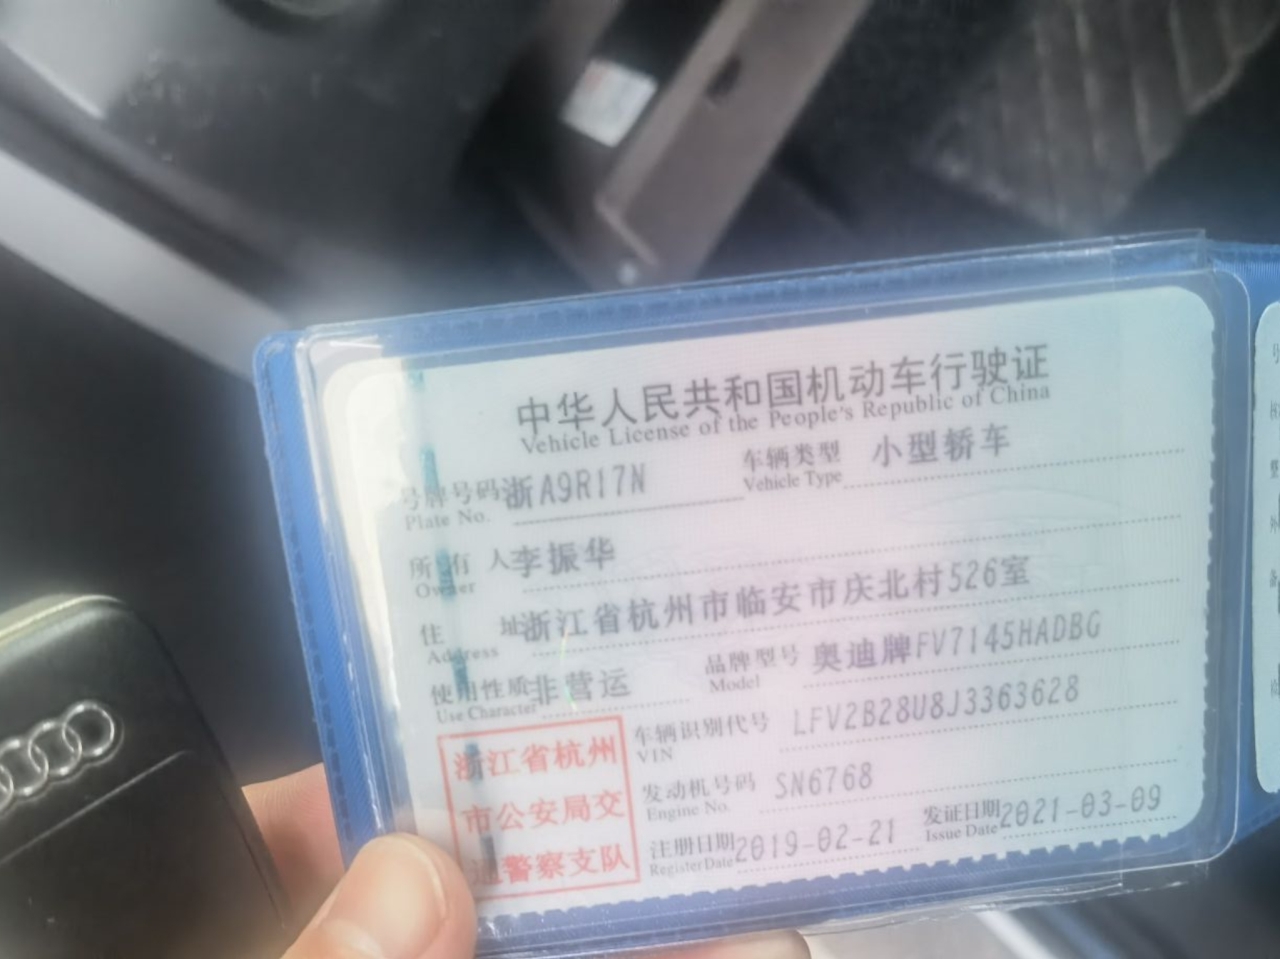 中华人民共和国机动车行驶证
Vehicle License of the People's Republic of China
号牌号码 浙A9R17N 车辆类型 小型轿车
Plate No. Vehicle Type
所有人 李振华
Owner
住址 浙江省杭州市临安市庆北村526室
Address
使用性质 非营运 品牌型号 奥迪牌FV7145HADBG
Use Character Model
浙江省杭州
市公安局交
通警察支队
车辆识别代号 LFV2B28U8J3363628
VIN
发动机号码 SN6768
Engine No.
注册日期 2019-02-21 发证日期 2021-03-09
Register Date Issue Date